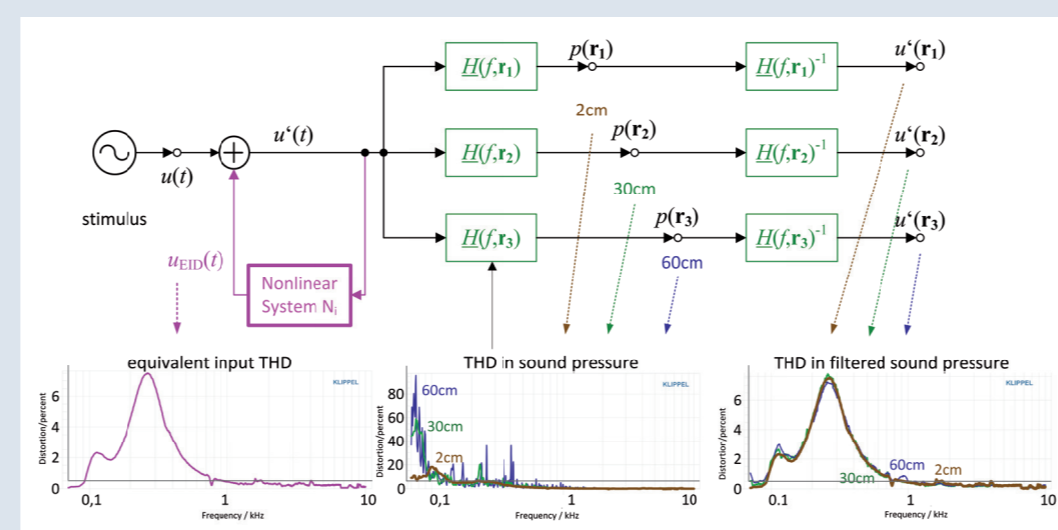 H(f,r₁)
p(r₁)
H(f,r₁)⁻¹
u‘(r₁)
2cm
u‘(t)
H(f,r₂)
p(r₂)
H(f,r₂)⁻¹
u‘(r₂)
u(t)
30cm
stimulus
H(f,r₃)
p(r₃)
H(f,r₃)⁻¹
u‘(r₃)
u_EID(t)
60cm
Nonlinear
System Nᵢ
equivalent input THD
KLIPPEL
Distortion/percent
6
4
2
0
0,1
1
10
Frequency / kHz
THD in sound pressure
KLIPPEL
Distortion/percent
80
60
40
20
60cm
30cm
2cm
0,1
1
10
Frequency / kHz
THD in filtered sound pressure
KLIPPEL
Distortion/percent
6
4
2
0
30cm
60cm
2cm
0.1
1
10
Frequency / kHz